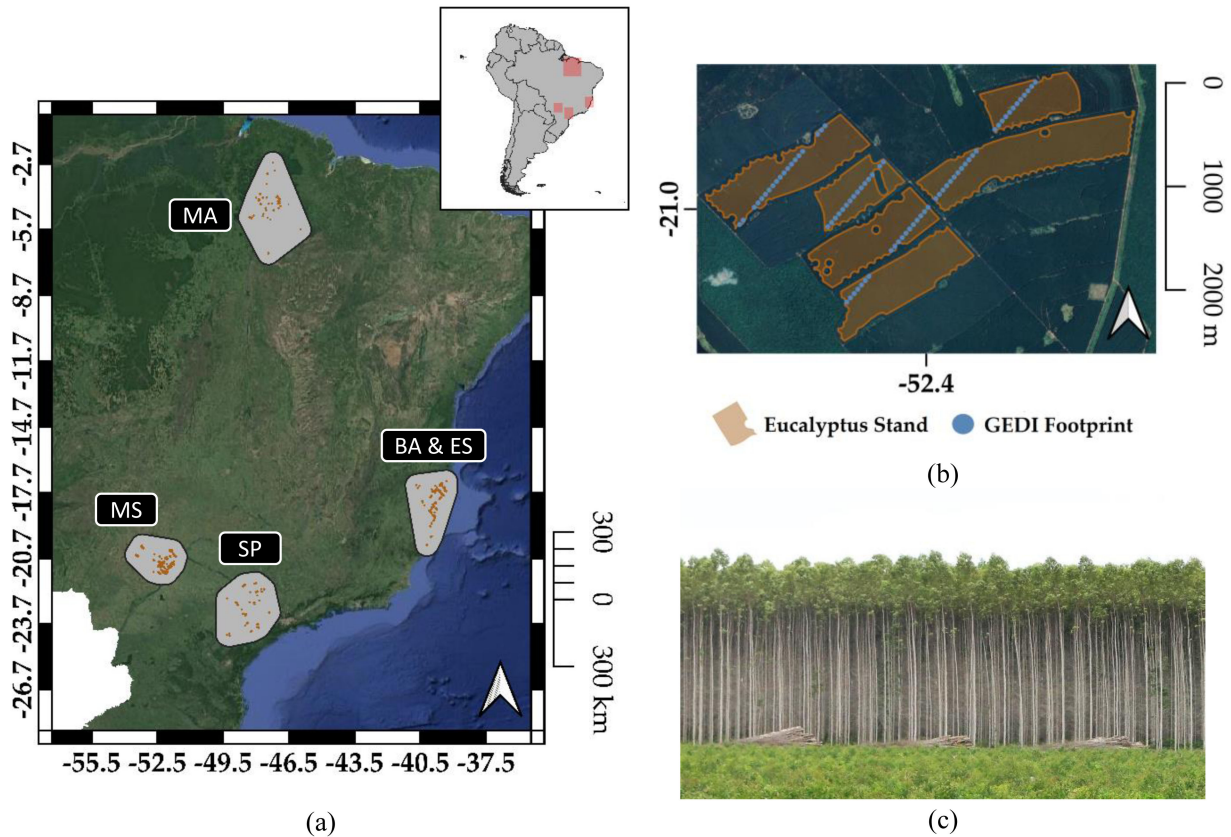 MA
BA & ES
MS
SP
-2.7
-5.7
-8.7
-11.7
-14.7
-17.7
-20.7
-23.7
-26.7
-55.5 -52.5 -49.5 -46.5 -43.5 -40.5 -37.5
300
0
300 km
(a)
-21.0
-52.4
0
1000
2000 m
Eucalyptus Stand
GEDI Footprint
(b)
(c)